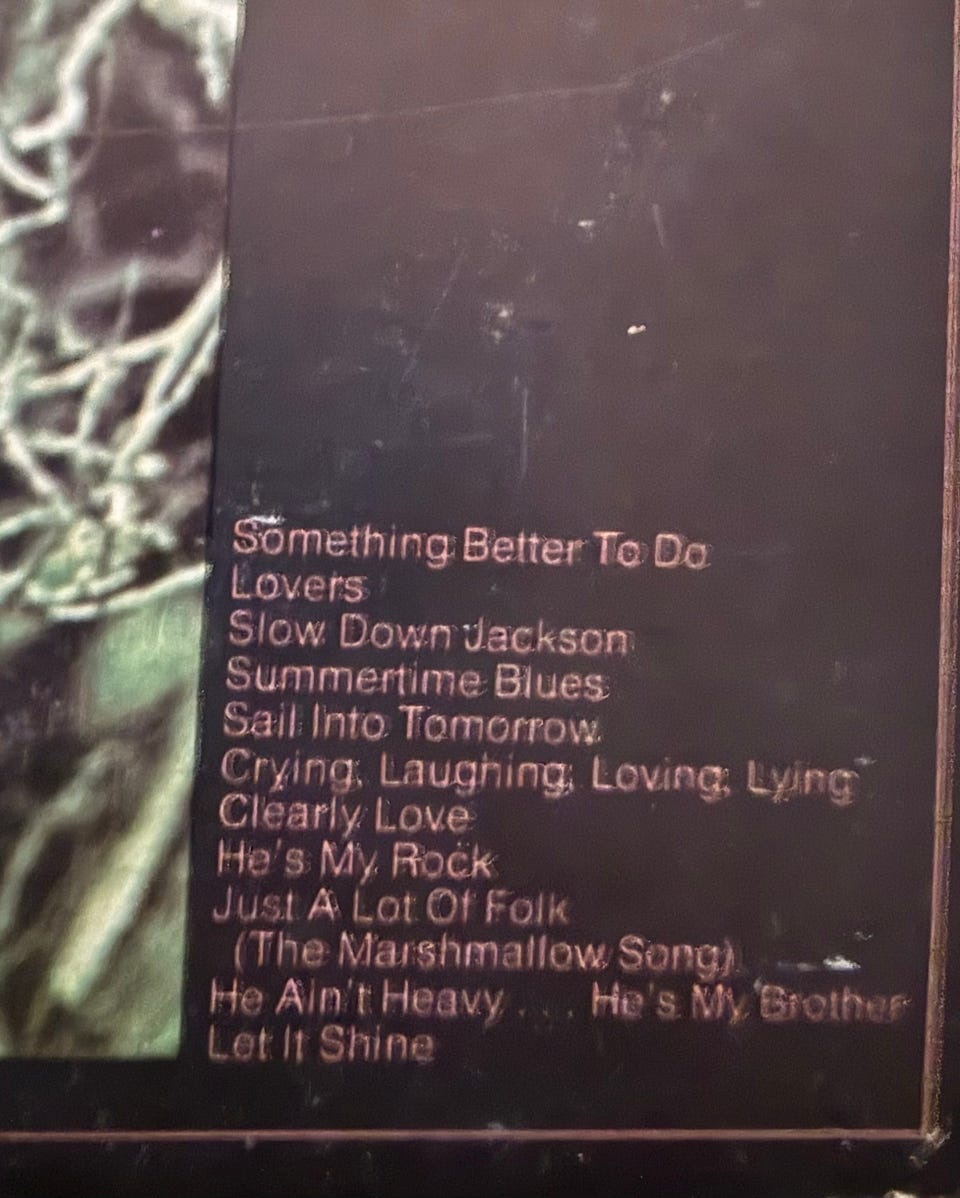 Something Better To Do
Lovers
Slow Down Jackson
Summertime Blues
Sail Into Tomorrow
Crying, Laughing, Loving, Lying
Clearly Love
He's My Rock
Just A Lot Of Folk
(The Marshmallow Song)
He Ain't Heavy . . . He's My Brother
Let It Shine